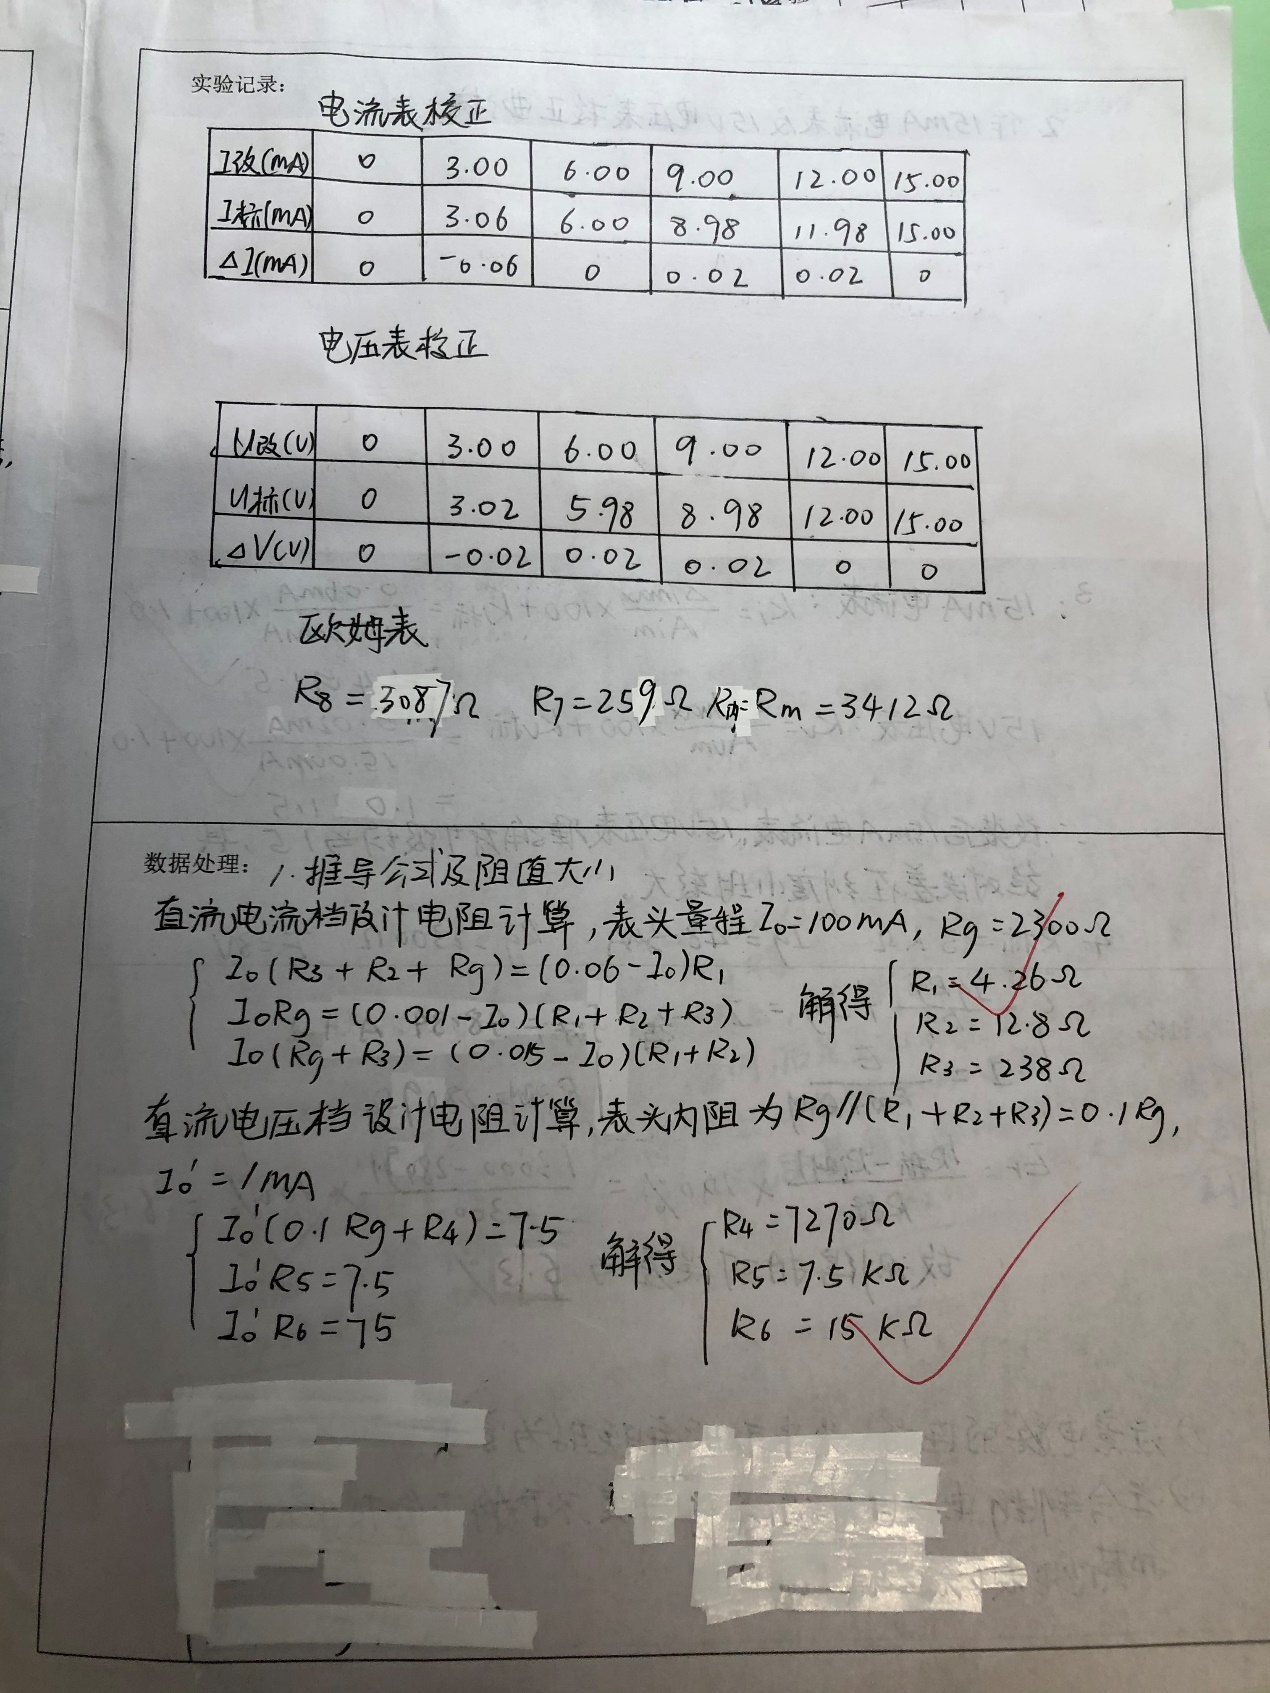 实验记录:
电流表校正
I改(mA) 0 3.00 6.00 9.00 12.00 15.00
I标(mA) 0 3.06 6.00 8.98 11.98 15.00
ΔI(mA) 0 -0.06 0 0.02 0.02 0
电压表校正
U改(V) 0 3.00 6.00 9.00 12.00 15.00
U标(V) 0 3.02 5.98 8.98 12.00 15.00
ΔV(V) 0 -0.02 0.02 0.02 0 0
欧姆表
R8=3087Ω R7=259Ω R中=Rm=3412Ω
数据处理: 1.推导公式及阻值大小
直流电流档设计电阻计算,表头量程I0=100mA, Rg=2300Ω
I0(R3+R2+Rg)=(0.06-I0)R1
I0Rg=(0.001-I0)(R1+R2+R3)
I0(Rg+R3)=(0.015-I0)(R1+R2)
解得
R1=4.26Ω
R2=12.8Ω
R3=238Ω
直流电压档设计电阻计算,表头内阻为Rg//(R1+R2+R3)=0.1Rg,
I0'=1mA
I0'(0.1Rg+R4)=7.5
I0'R5=7.5
I0'R6=75
解得
R4=7270Ω
R5=7.5KΩ
R6=15KΩ